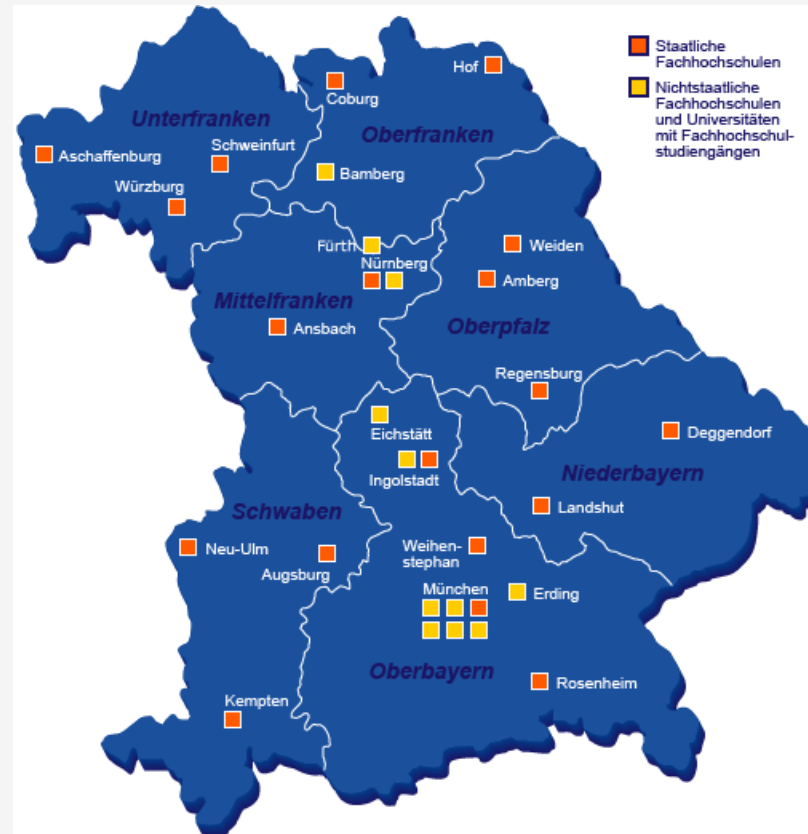 Staatliche
Fachhochschulen
Nichtstaatliche
Fachhochschulen
und Universitäten
mit Fachhochschul-
studiengängen
Hof
Coburg
Unterfranken
Oberfranken
Schweinfurt
Aschaffenburg
Bamberg
Würzburg
Fürth
Weiden
Nürnberg
Amberg
Mittelfranken
Ansbach
Oberpfalz
Regensburg
Eichstätt
Deggendorf
Ingolstadt
Niederbayern
Schwaben
Landshut
Neu-Ulm
Weihen-
stephan
Augsburg
München
Erding
Oberbayern
Rosenheim
Kempten